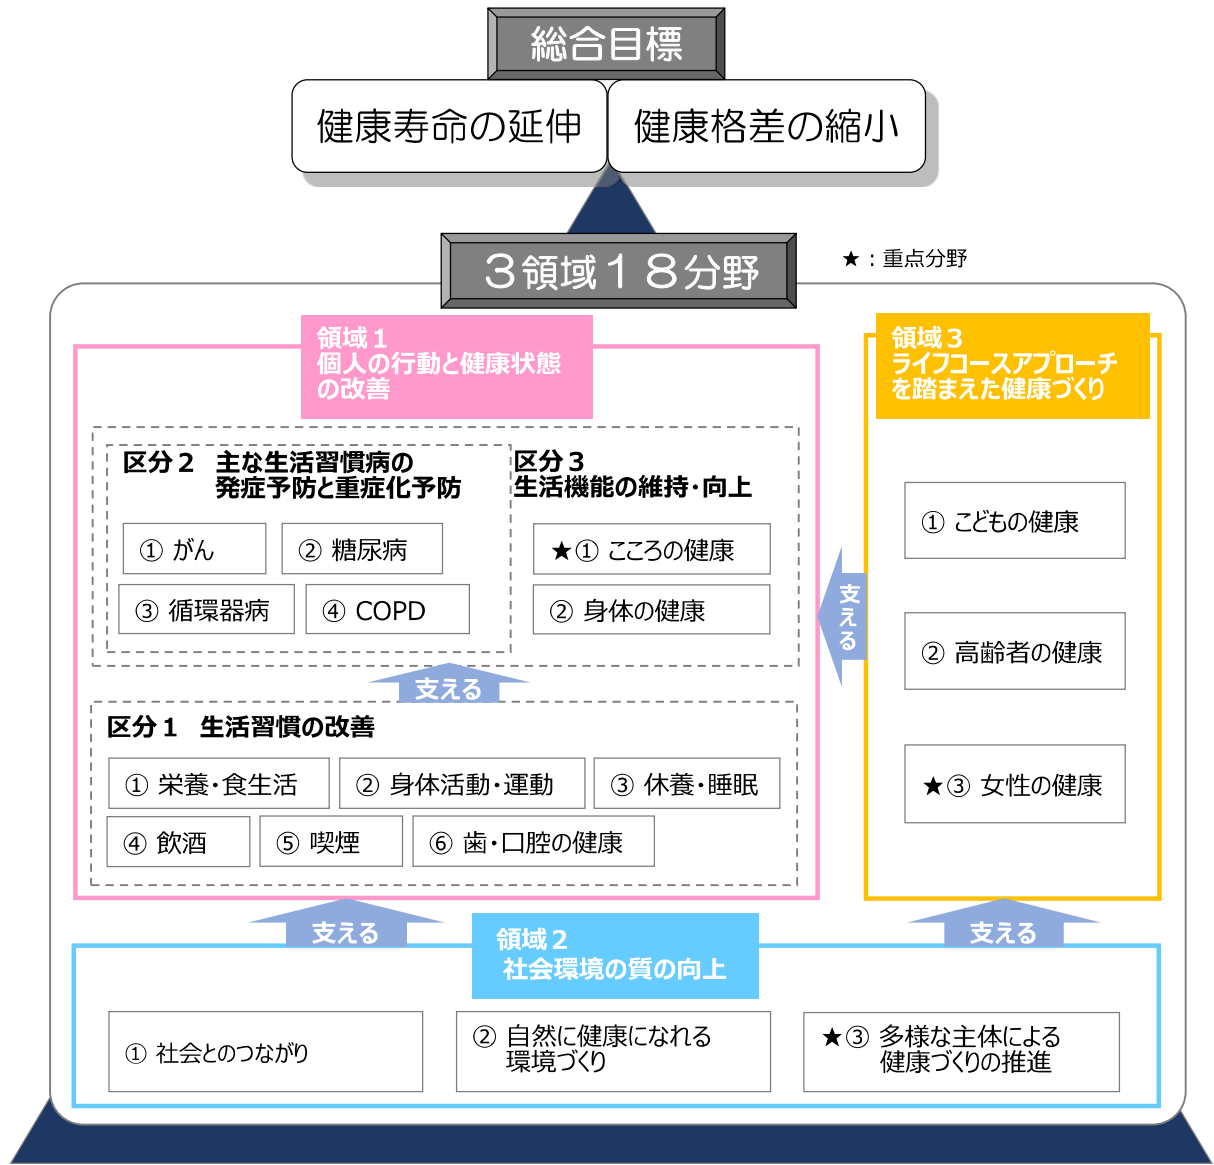 総合目標
健康寿命の延伸
健康格差の縮小
３領域１８分野
★：重点分野
領域１
個人の行動と健康状態
の改善
区分２ 主な生活習慣病の
発症予防と重症化予防
① がん
② 糖尿病
③ 循環器病
④ COPD
区分３
生活機能の維持・向上
★① こころの健康
② 身体の健康
支える
区分１ 生活習慣の改善
① 栄養・食生活
② 身体活動・運動
③ 休養・睡眠
④ 飲酒
⑤ 喫煙
⑥ 歯・口腔の健康
領域３
ライフコースアプローチ
を踏まえた健康づくり
① こどもの健康
② 高齢者の健康
★③ 女性の健康
支える
支える
支える
領域２
社会環境の質の向上
① 社会とのつながり
② 自然に健康になれる
環境づくり
★③ 多様な主体による
健康づくりの推進